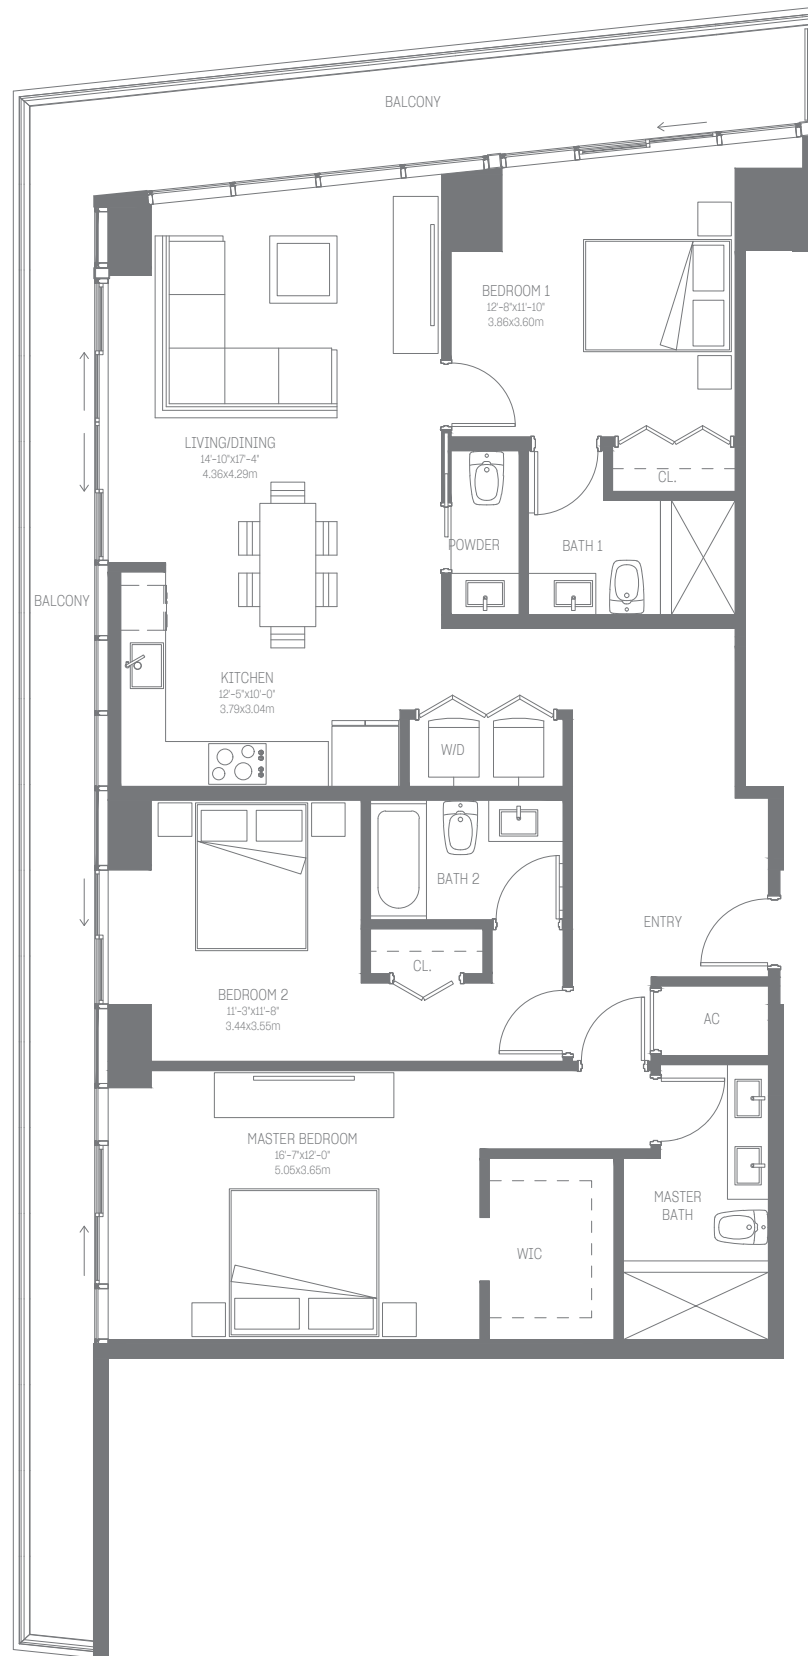 BALCONY
BEDROOM 1
12'-8"x11'-10"
3.86x3.60m
LIVING/DINING
14'-10"x17'-4"
4.36x4.29m
CL.
POWDER
BATH 1
BALCONY
KITCHEN
12'-5"x10'-0"
3.79x3.04m
W/D
BATH 2
ENTRY
CL.
BEDROOM 2
11'-3"x11'-8"
3.44x3.55m
AC
MASTER BEDROOM
16'-7"x12'-0"
5.05x3.65m
MASTER
BATH
WIC